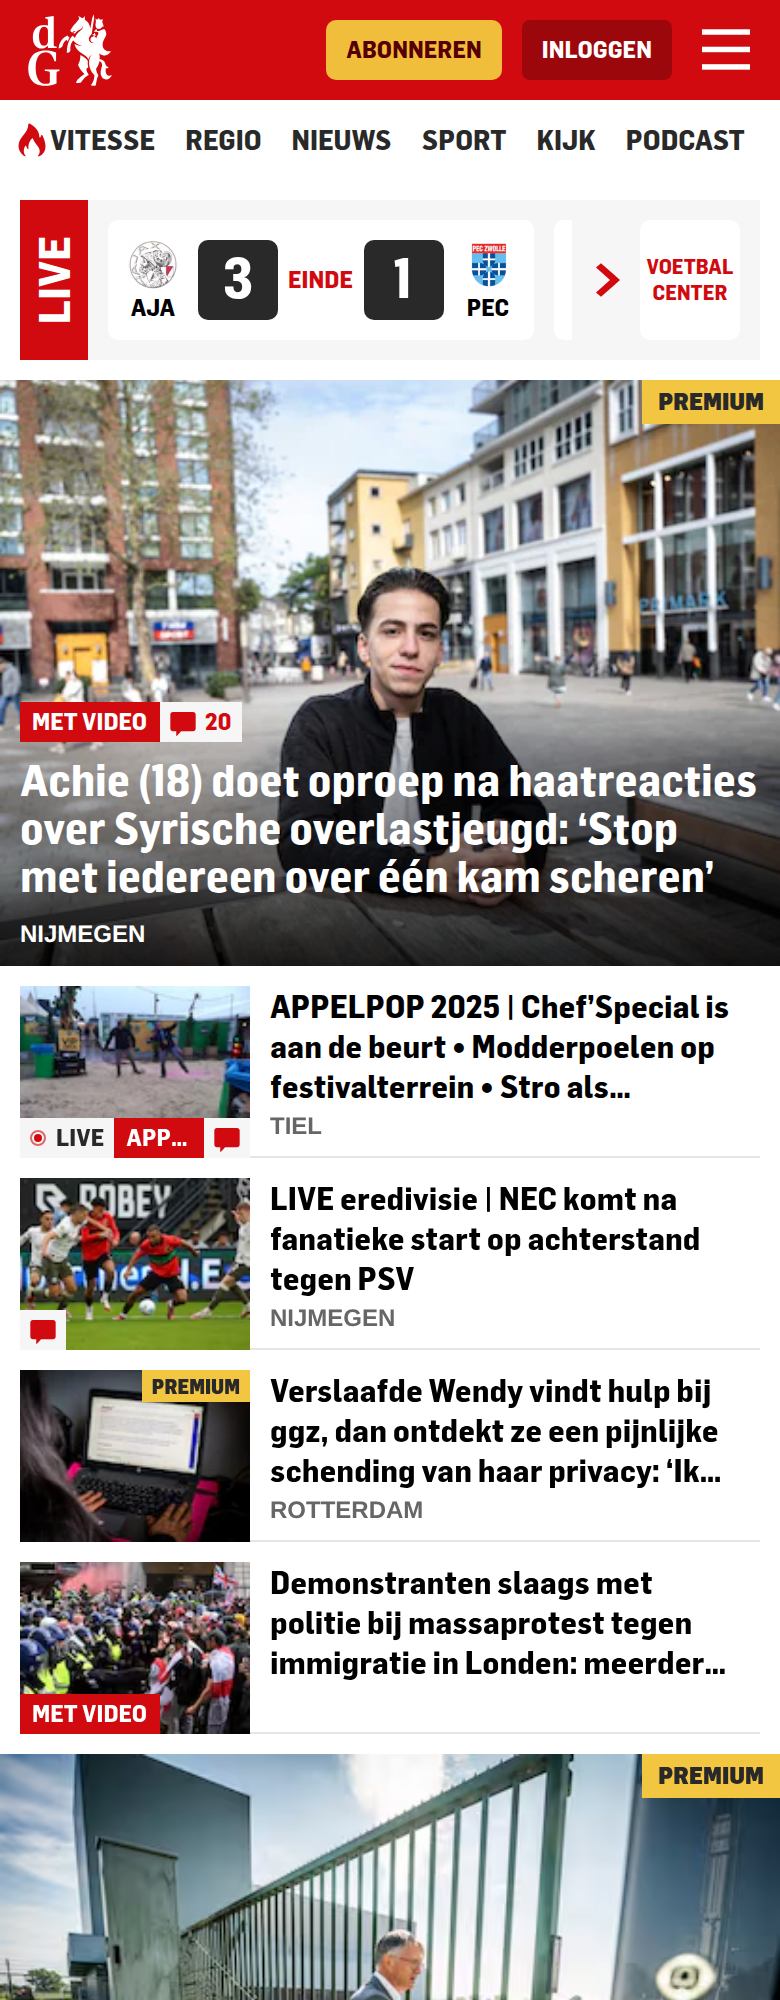 dG
ABONNEREN
INLOGGEN
VITESSE REGIO NIEUWS SPORT KIJK PODCAST
LIVE
AJA
3
EINDE
1
PEC ZWOLLE
PEC
VOETBAL
CENTER
PREMIUM
PRIMARK
MET VIDEO
20
Achie (18) doet oproep na haatreacties
over Syrische overlastjeugd: ‘Stop
met iedereen over één kam scheren’
NIJMEGEN
APPELPOP 2025 | Chef’Special is
aan de beurt • Modderpoelen op
festivalterrein • Stro als...
TIEL
VIP
LIVE
APP...
ROBEY
LIVE eredivisie | NEC komt na
fanatieke start op achterstand
tegen PSV
NIJMEGEN
PREMIUM
Verslaafde Wendy vindt hulp bij
ggz, dan ontdekt ze een pijnlijke
schending van haar privacy: ‘Ik...
ROTTERDAM
Demonstranten slaags met
politie bij massaprotest tegen
immigratie in Londen: meerder...
MET VIDEO
PREMIUM